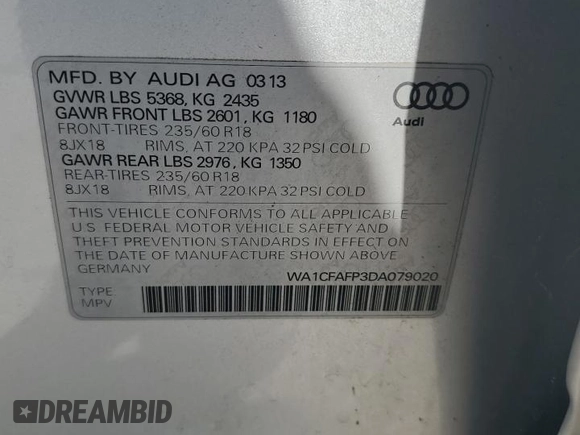 MFD. BY AUDI AG 0313
GVWR LBS 5368, KG 2435
GAWR FRONT LBS 2601, KG 1180
FRONT-TIRES 235/60 R18
8JX18 RIMS, AT 220 KPA 32 PSI COLD
GAWR REAR LBS 2976, KG 1350
REAR-TIRES 235/60 R18
8JX18 RIMS, AT 220 KPA 32 PSI COLD
Audi
THIS VEHICLE CONFORMS TO ALL APPLICABLE
U.S. FEDERAL MOTOR VEHICLE SAFETY AND
THEFT PREVENTION STANDARDS IN EFFECT ON
THE DATE OF MANUFACTURE SHOWN ABOVE
GERMANY
WA1CFAFP3DA079020
TYPE:
MPV
DREAMBID